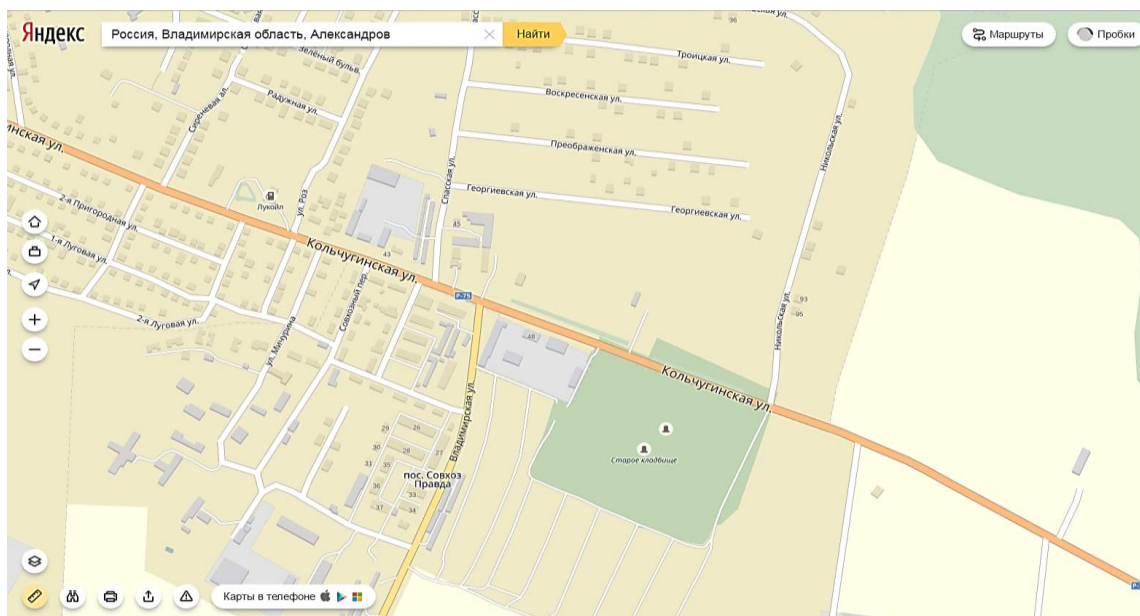 Яндекс
Россия, Владимирская область, Александров
Найти
Маршруты
Пробки
96
Троицкая ул.
Зелёный бульв.
Сиреневая ал.
Радужная ул.
Воскресенская ул.
Преображенская ул.
Никольская ул.
Спасская ул.
Георгиевская ул.
Георгиевская ул.
Лукойл
ул. Роз
2-я Пригородная ул.
1-я Луговая ул.
2-я Луговая ул.
45
43
Кольчугинская ул.
Совхозный пер.
ул. Мичурина
Р-75
48
93
95
Никольская ул.
Кольчугинская ул.
Владимирская ул.
Старое кладбище
29
26
30
28
27
31
35
пос. Совхоз
Правда
36
33
37
34
Карты в телефоне